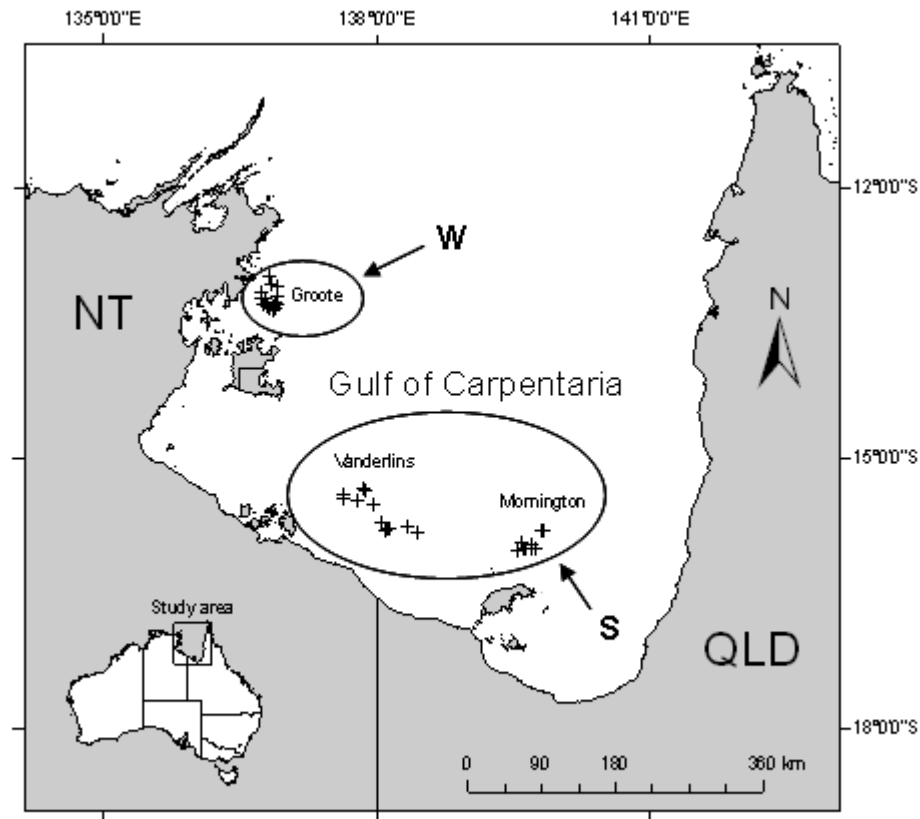 135°0'0"E 138°0'0"E 141°0'0"E
12°0'0"S
W
NT
Groote
N
Gulf of Carpentaria
15°0'0"S
Vanderlins
Mornington
Study area
S
QLD
18°0'0"S
0 90 180 360 km